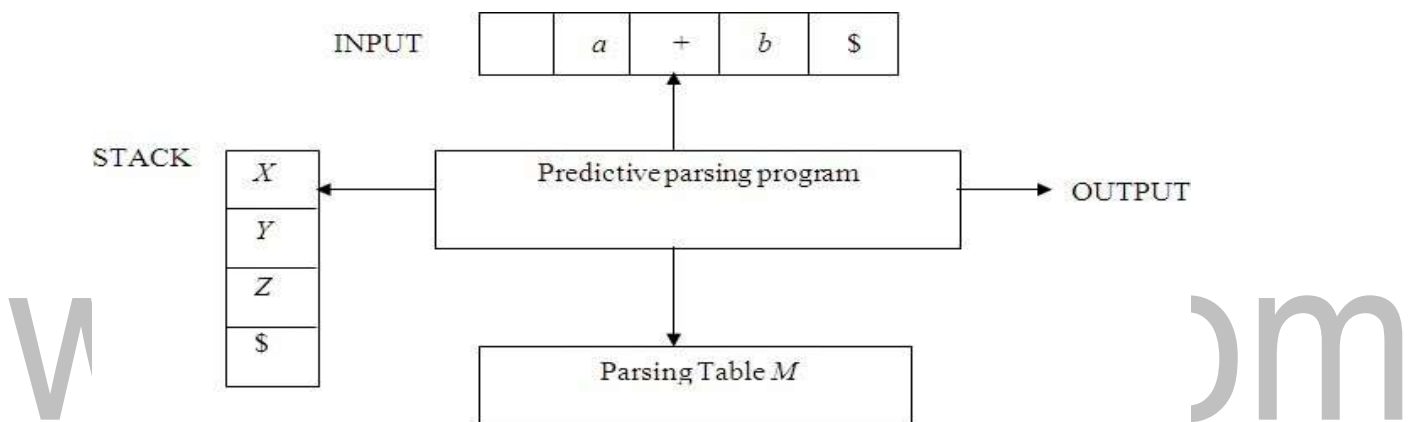 INPUT
a + b $
STACK
X
Y
Z
$
Predictive parsing program
OUTPUT
Parsing Table M